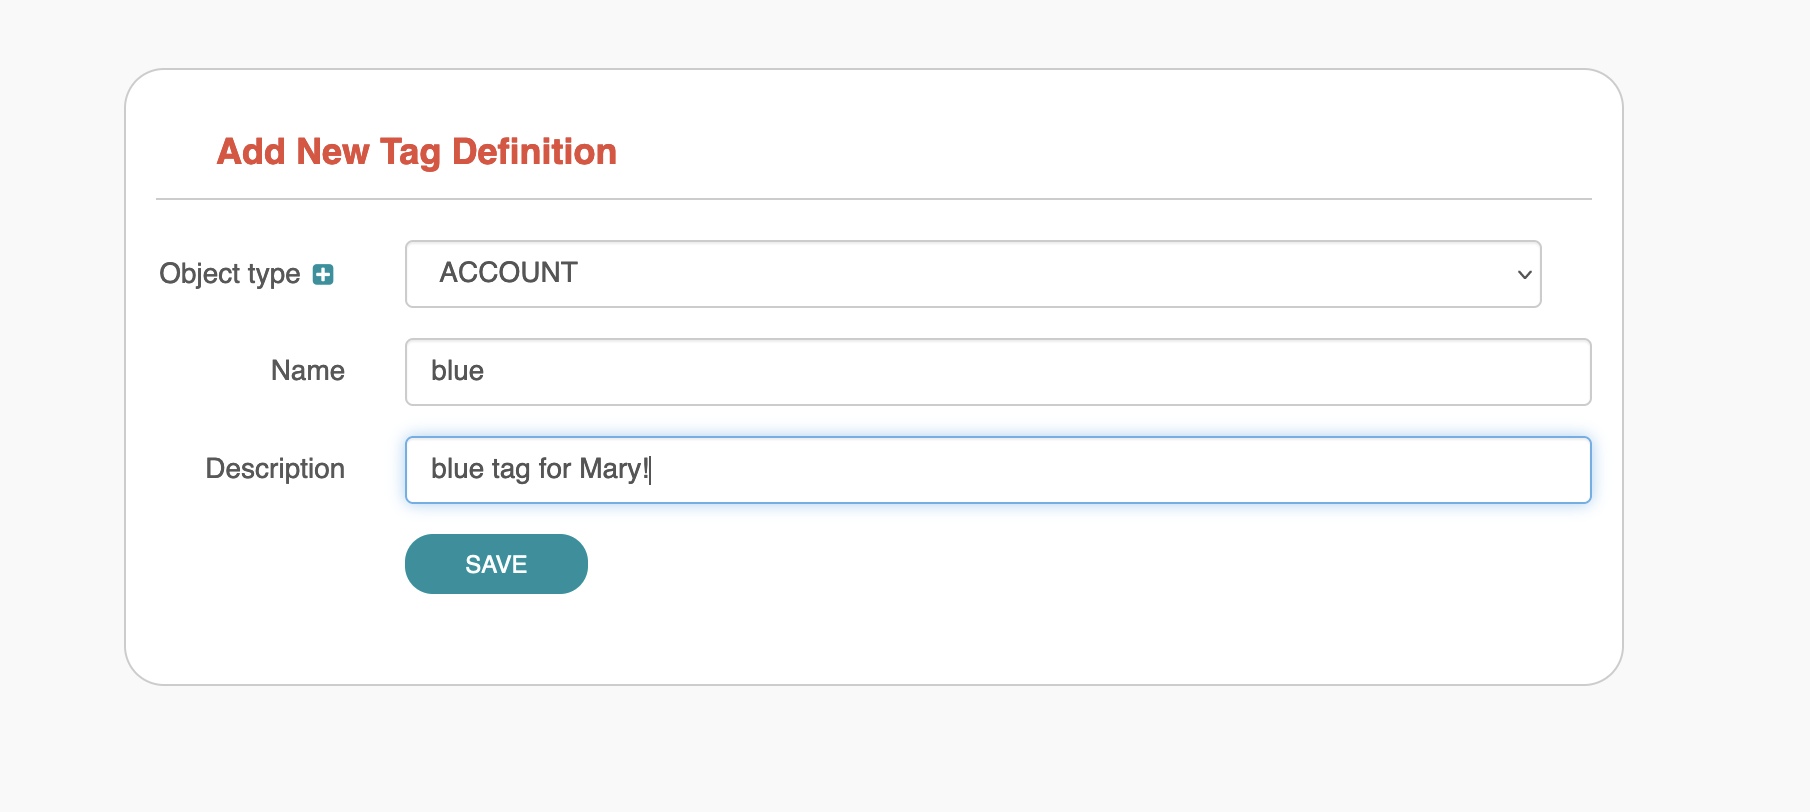 Add New Tag Definition
Object type
ACCOUNT
Name
blue
Description
blue tag for Mary!
SAVE